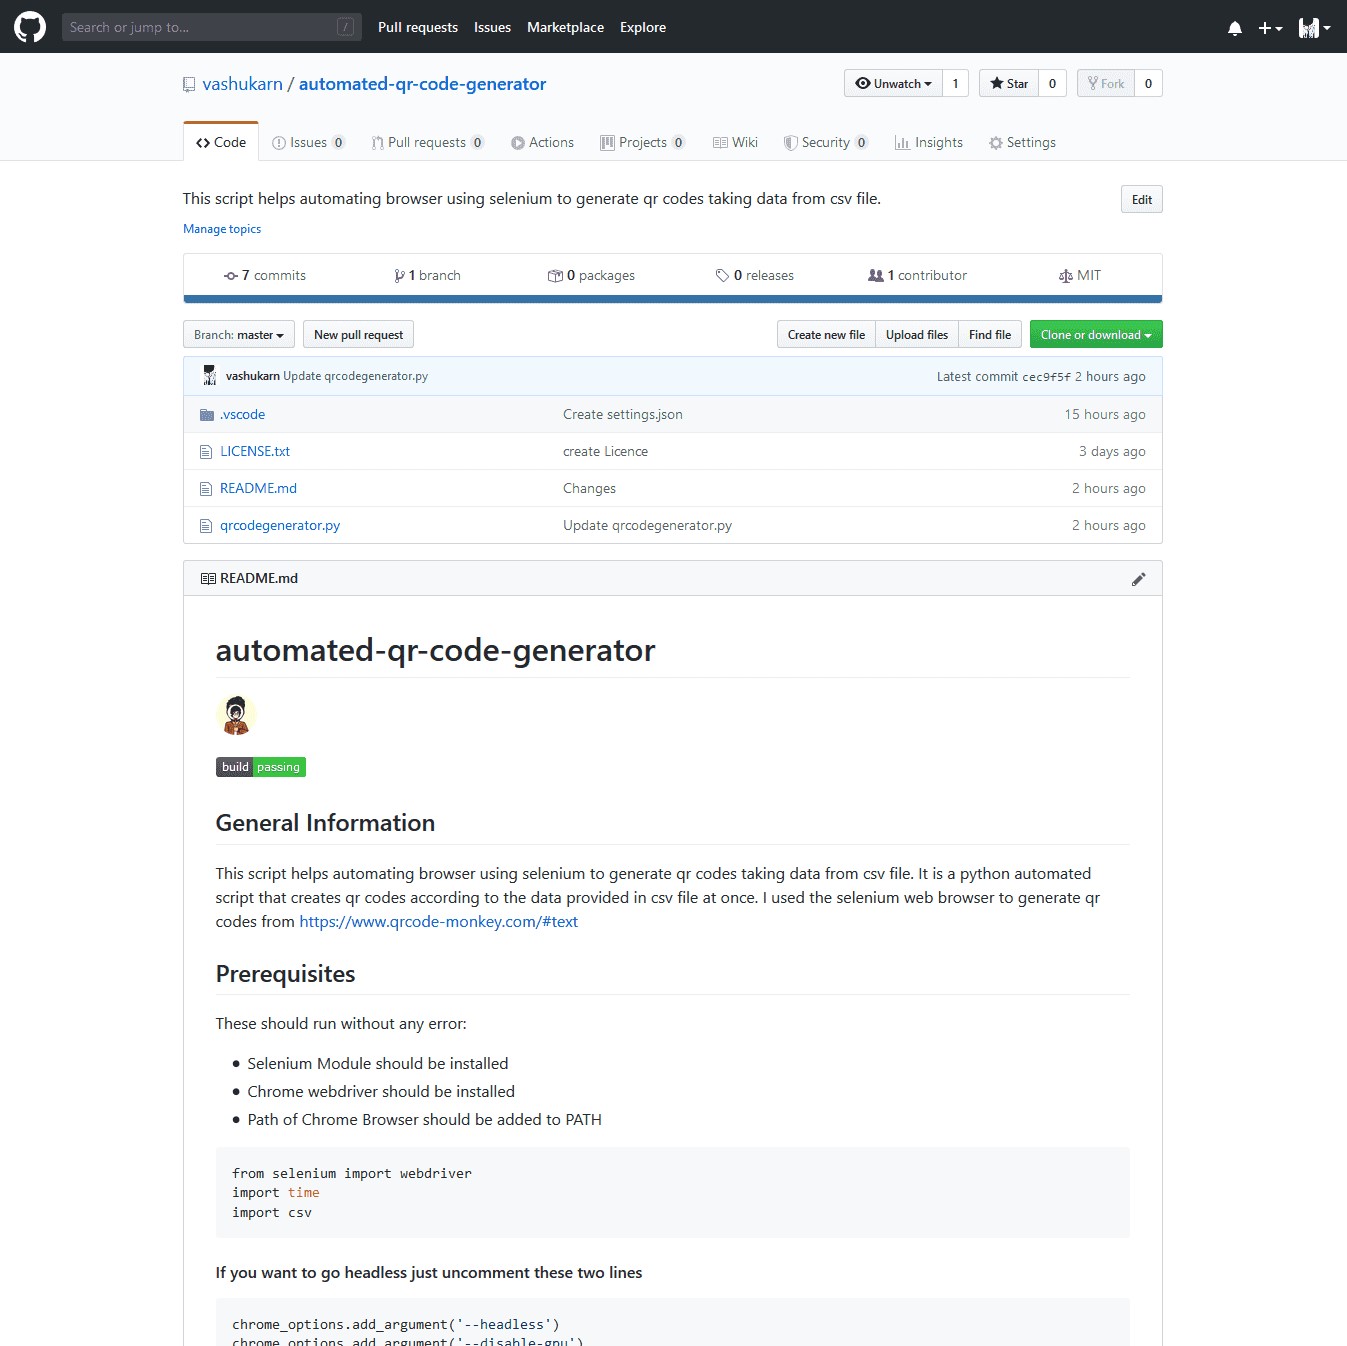 Search or jump to... /
Pull requests Issues Marketplace Explore
vashukarn / automated-qr-code-generator
Unwatch 1 Star 0 Fork 0
Code Issues 0 Pull requests 0 Actions Projects 0 Wiki Security 0 Insights Settings
This script helps automating browser using selenium to generate qr codes taking data from csv file.
Edit
Manage topics
7 commits 1 branch 0 packages 0 releases 1 contributor MIT
Branch: master New pull request Create new file Upload files Find file Clone or download
vashukarn Update qrcodegenerator.py Latest commit cec9f5f 2 hours ago
.vscode Create settings.json 15 hours ago
LICENSE.txt create Licence 3 days ago
README.md Changes 2 hours ago
qrcodegenerator.py Update qrcodegenerator.py 2 hours ago
README.md
automated-qr-code-generator
build passing
General Information
This script helps automating browser using selenium to generate qr codes taking data from csv file. It is a python automated
script that creates qr codes according to the data provided in csv file at once. I used the selenium web browser to generate qr
codes from https://www.qrcode-monkey.com/#text
Prerequisites
These should run without any error:
• Selenium Module should be installed
• Chrome webdriver should be installed
• Path of Chrome Browser should be added to PATH
from selenium import webdriver
import time
import csv
If you want to go headless just uncomment these two lines
chrome_options.add_argument('--headless')
chrome_options.add_argument('--disable-gpu')